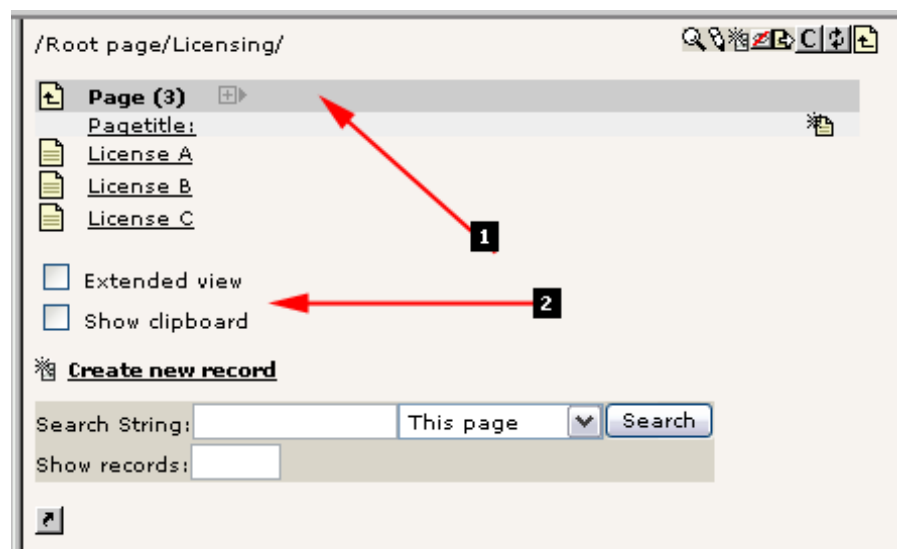 /Root page/Licensing/
C
Page (3)
Pagetitle:
License A
License B
License C
1
Extended view
2
Show clipboard
Create new record
Search String: This page Search
Show records: